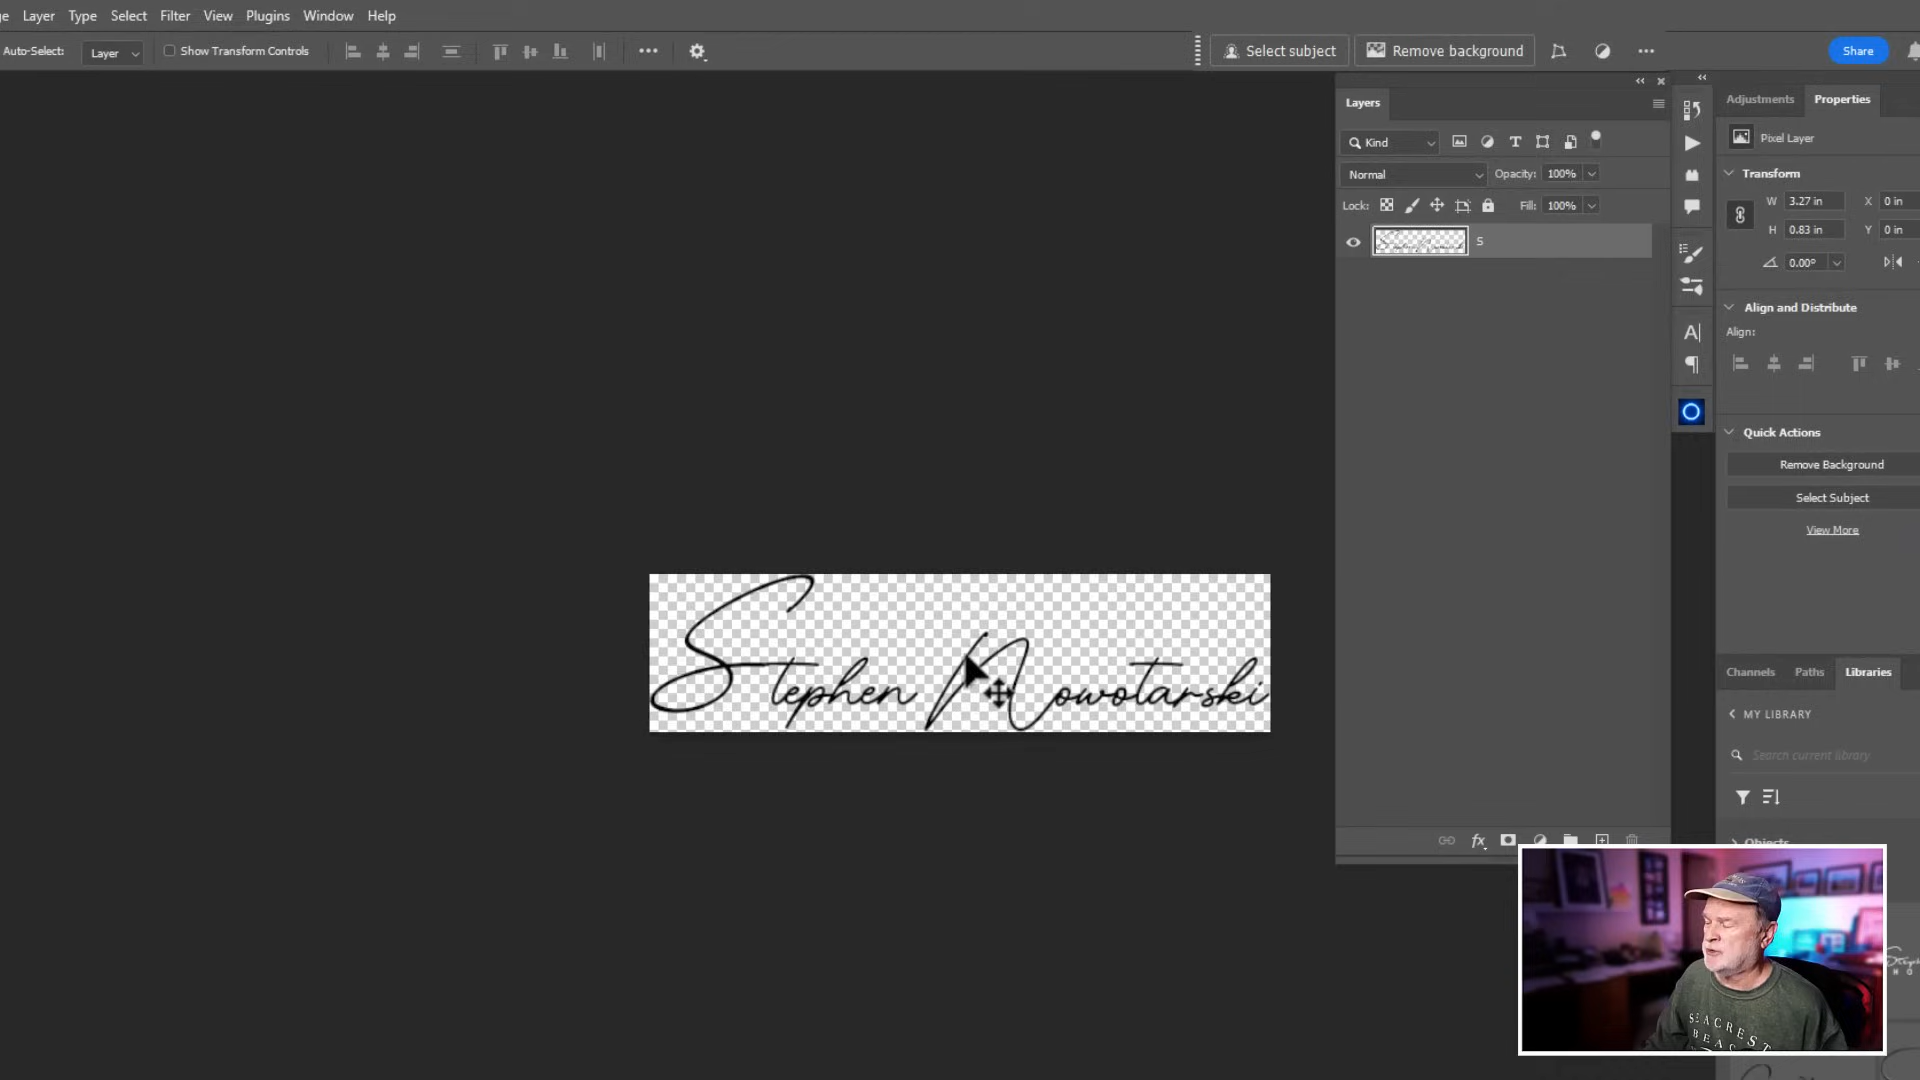 Layer Type Select Filter View Plugins Window Help
Auto-Select: Layer Show Transform Controls
Select subject Remove background Share
Layers
Kind
Normal Opacity: 100%
Lock: Fill: 100%
S
Adjustments Properties
Pixel Layer
Transform
W 3.27 in X 0 in
H 0.83 in Y 0 in
0.00°
Align and Distribute
Align:
Quick Actions
Remove Background
Select Subject
View More
Channels Paths Libraries
MY LIBRARY
Search current library
Objects
Stephen Nowotarski
SEACREST
BEAC